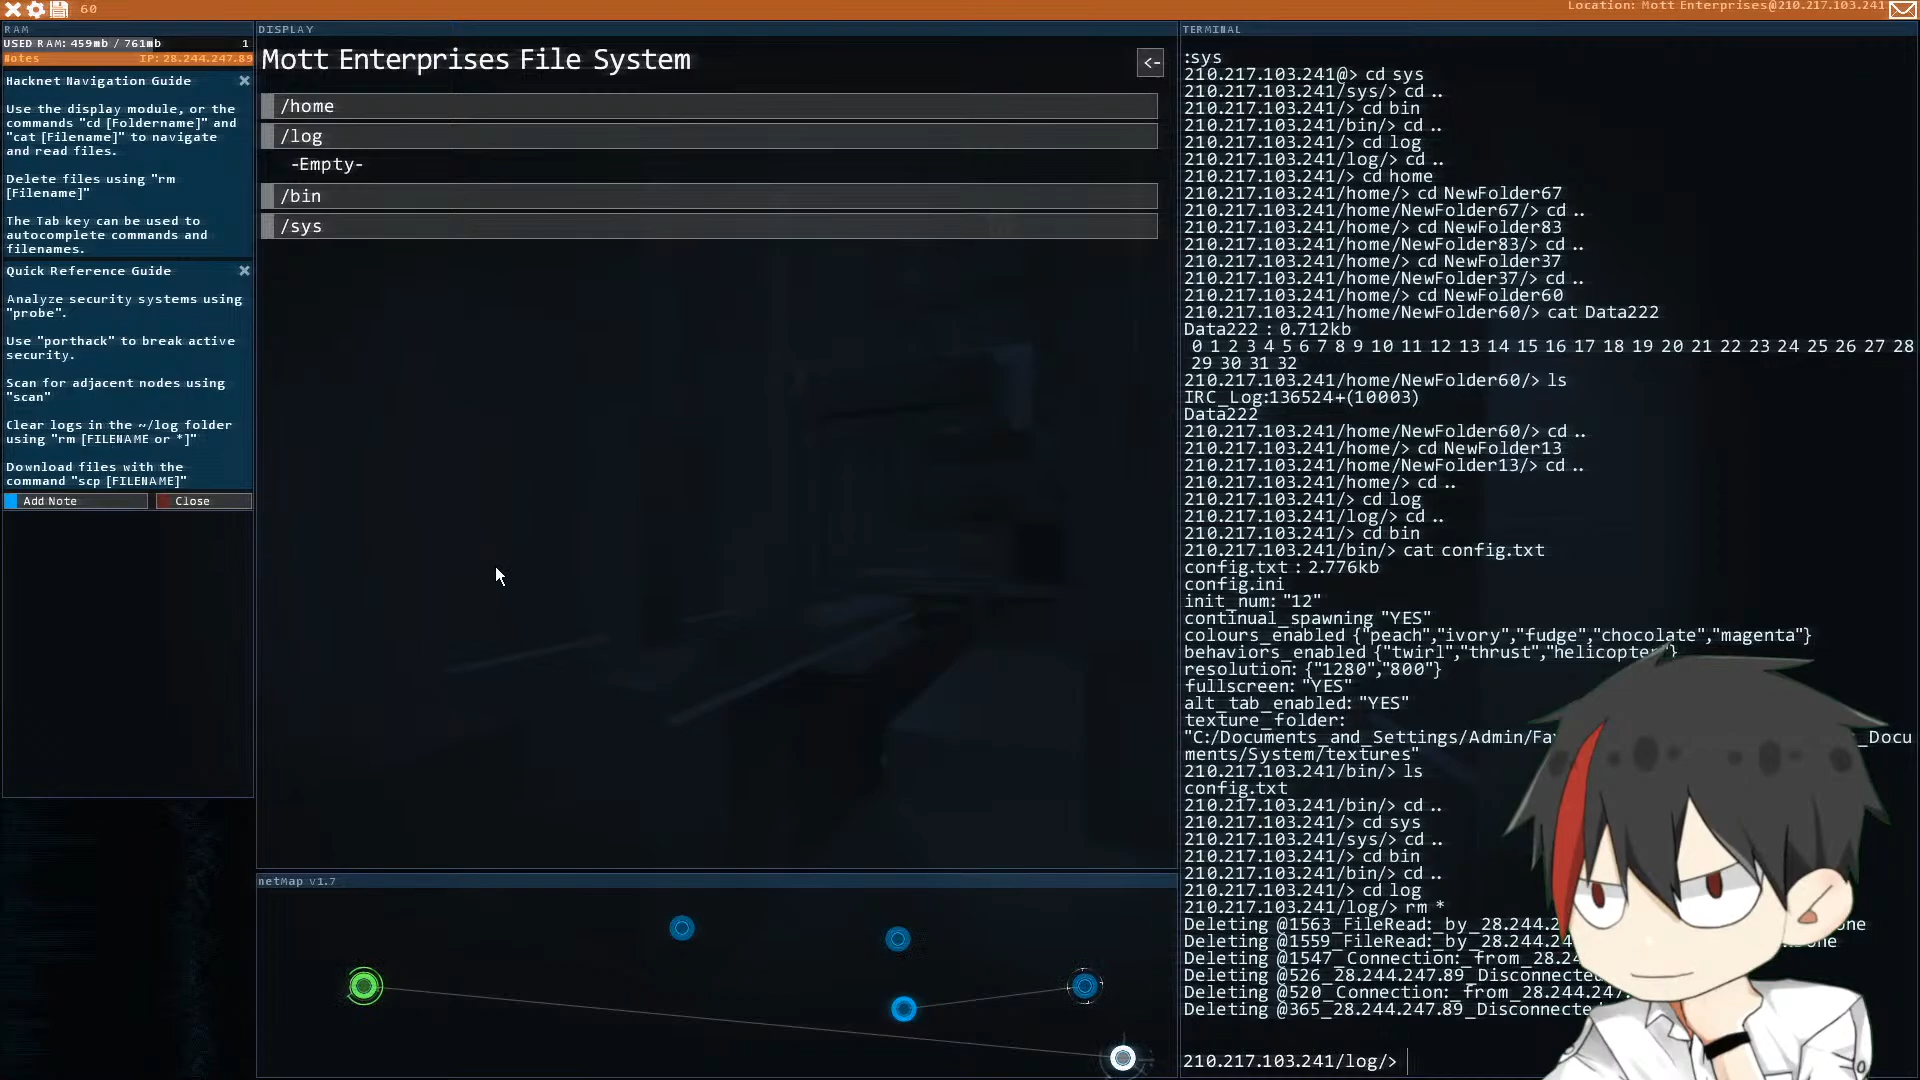 60
Location: Mott Enterprises@210.217.103.241
RAM
USED RAM: 459mb / 761mb 1
Notes IP: 28.244.247.89
Hacknet Navigation Guide
Use the display module, or the
commands "cd [Foldername]" and
"cat [Filename]" to navigate
and read files.
Delete files using "rm
[Filename]"
The Tab key can be used to
autocomplete commands and
filenames.
Quick Reference Guide
Analyze security systems using
"probe".
Use "porthack" to break active
security.
Scan for adjacent nodes using
"scan"
Clear logs in the ~/log folder
using "rm [FILENAME or *]"
Download files with the
command "scp [FILENAME]"
Add Note
Close
DISPLAY
Mott Enterprises File System
<-
/home
/log
-Empty-
/bin
/sys
netMap v1.7
TERMINAL
:sys
210.217.103.241@> cd sys
210.217.103.241/sys/> cd ..
210.217.103.241/> cd bin
210.217.103.241/bin/> cd ..
210.217.103.241/> cd log
210.217.103.241/log/> cd ..
210.217.103.241/> cd home
210.217.103.241/home/> cd NewFolder67
210.217.103.241/home/NewFolder67/> cd ..
210.217.103.241/home/> cd NewFolder83
210.217.103.241/home/NewFolder83/> cd ..
210.217.103.241/home/> cd NewFolder37
210.217.103.241/home/NewFolder37/> cd ..
210.217.103.241/home/> cd NewFolder60
210.217.103.241/home/NewFolder60/> cat Data222
Data222 : 0.712kb
0 1 2 3 4 5 6 7 8 9 10 11 12 13 14 15 16 17 18 19 20 21 22 23 24 25 26 27 28
29 30 31 32
210.217.103.241/home/NewFolder60/> ls
IRC_Log:136524+(10003)
Data222
210.217.103.241/home/NewFolder60/> cd ..
210.217.103.241/home/> cd NewFolder13
210.217.103.241/home/NewFolder13/> cd ..
210.217.103.241/home/> cd ..
210.217.103.241/> cd log
210.217.103.241/log/> cd ..
210.217.103.241/> cd bin
210.217.103.241/bin/> cat config.txt
config.txt : 2.776kb
config.ini
init_num: "12"
continual_spawning "YES"
colours_enabled {"peach","ivory","fudge","chocolate","magenta"}
behaviors_enabled {"twirl","thrust","helicopter"}
resolution: {"1280","800"}
fullscreen: "YES"
alt_tab_enabled: "YES"
texture_folder:
"C:/Documents_and_Settings/Admin/Fa _Docu
ments/System/textures"
210.217.103.241/bin/> ls
config.txt
210.217.103.241/bin/> cd ..
210.217.103.241/> cd sys
210.217.103.241/sys/> cd ..
210.217.103.241/> cd bin
210.217.103.241/bin/> cd ..
210.217.103.241/> cd log
210.217.103.241/log/> rm *
Deleting @1563_FileRead:_by_28.244.2
Deleting @1559_FileRead:_by_28.244.24
Deleting @1547_Connection:_from_28.24
Deleting @526_28.244.247.89_Disconnected
Deleting @520_Connection:_from_28.244.247.
Deleting @365_28.244.247.89_Disconnecte
210.217.103.241/log/>